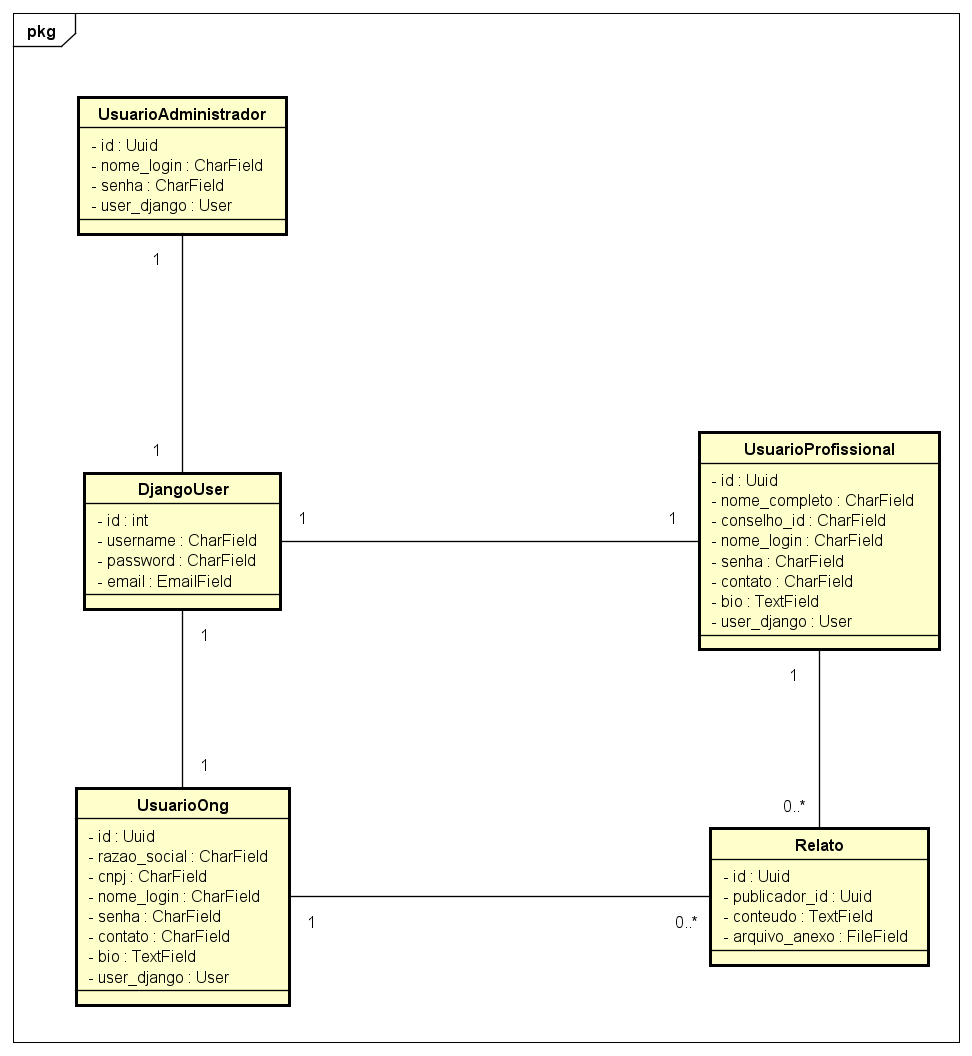 pkg
UsuarioAdministrador
- id : Uuid
- nome_login : CharField
- senha : CharField
- user_django : User
1
1
DjangoUser
- id : int
- username : CharField
- password : CharField
- email : EmailField
1
1
UsuarioProfissional
- id : Uuid
- nome_completo : CharField
- conselho_id : CharField
- nome_login : CharField
- senha : CharField
- contato : CharField
- bio : TextField
- user_django : User
1
1
1
0..*
UsuarioOng
- id : Uuid
- razao_social : CharField
- cnpj : CharField
- nome_login : CharField
- senha : CharField
- contato : CharField
- bio : TextField
- user_django : User
1
0..*
Relato
- id : Uuid
- publicador_id : Uuid
- conteudo : TextField
- arquivo_anexo : FileField